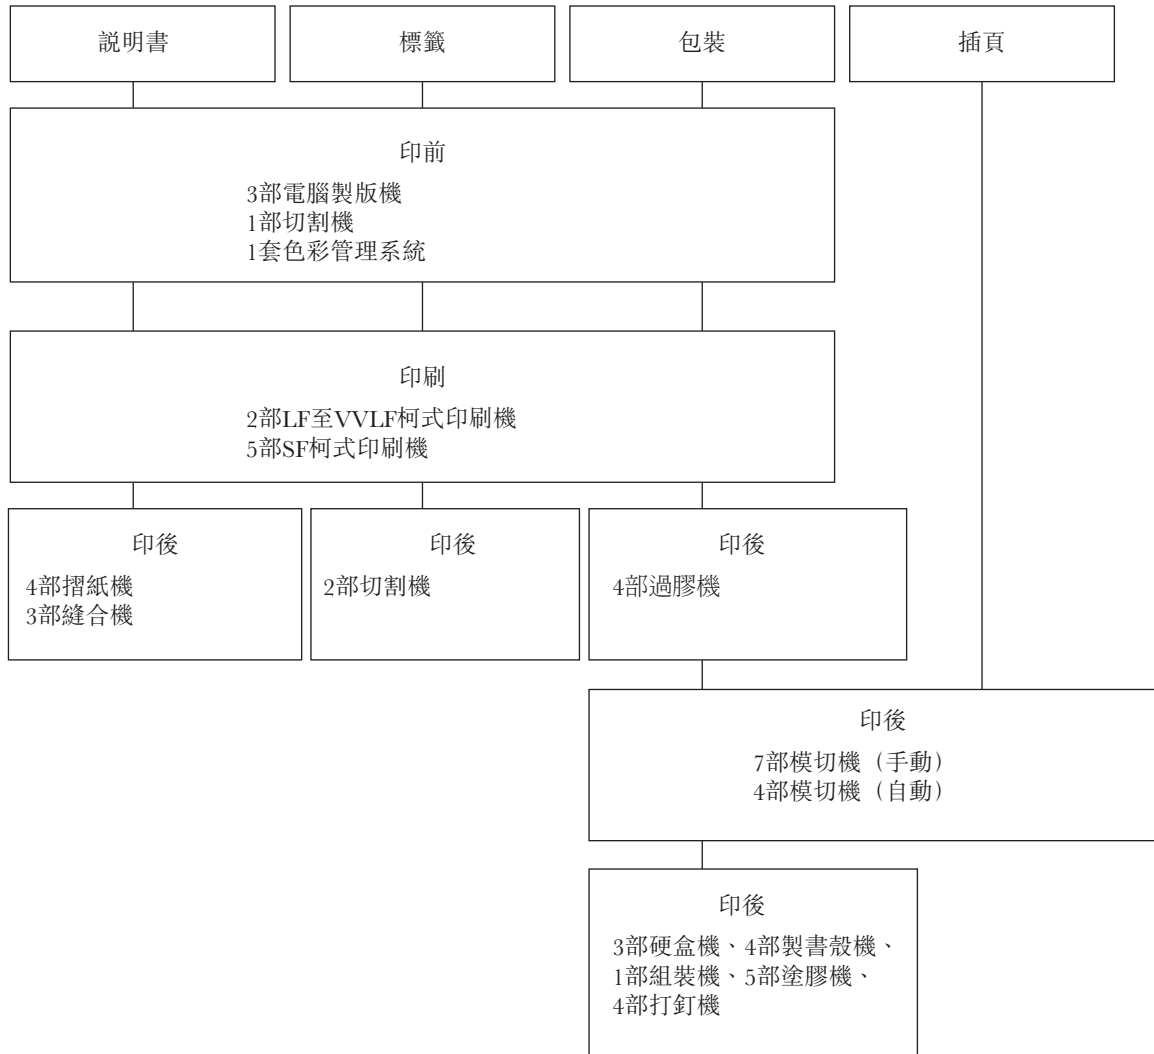 説明書
標籤
包裝
插頁
印前
3部電腦製版機
1部切割機
1套色彩管理系統
印刷
2部LF至VVLF柯式印刷機
5部SF柯式印刷機
印後
4部摺紙機
3部縫合機
印後
2部切割機
印後
4部過膠機
印後
7部模切機（手動）
4部模切機（自動）
印後
3部硬盒機、4部製書殼機、
1部組裝機、5部塗膠機、
4部打釘機